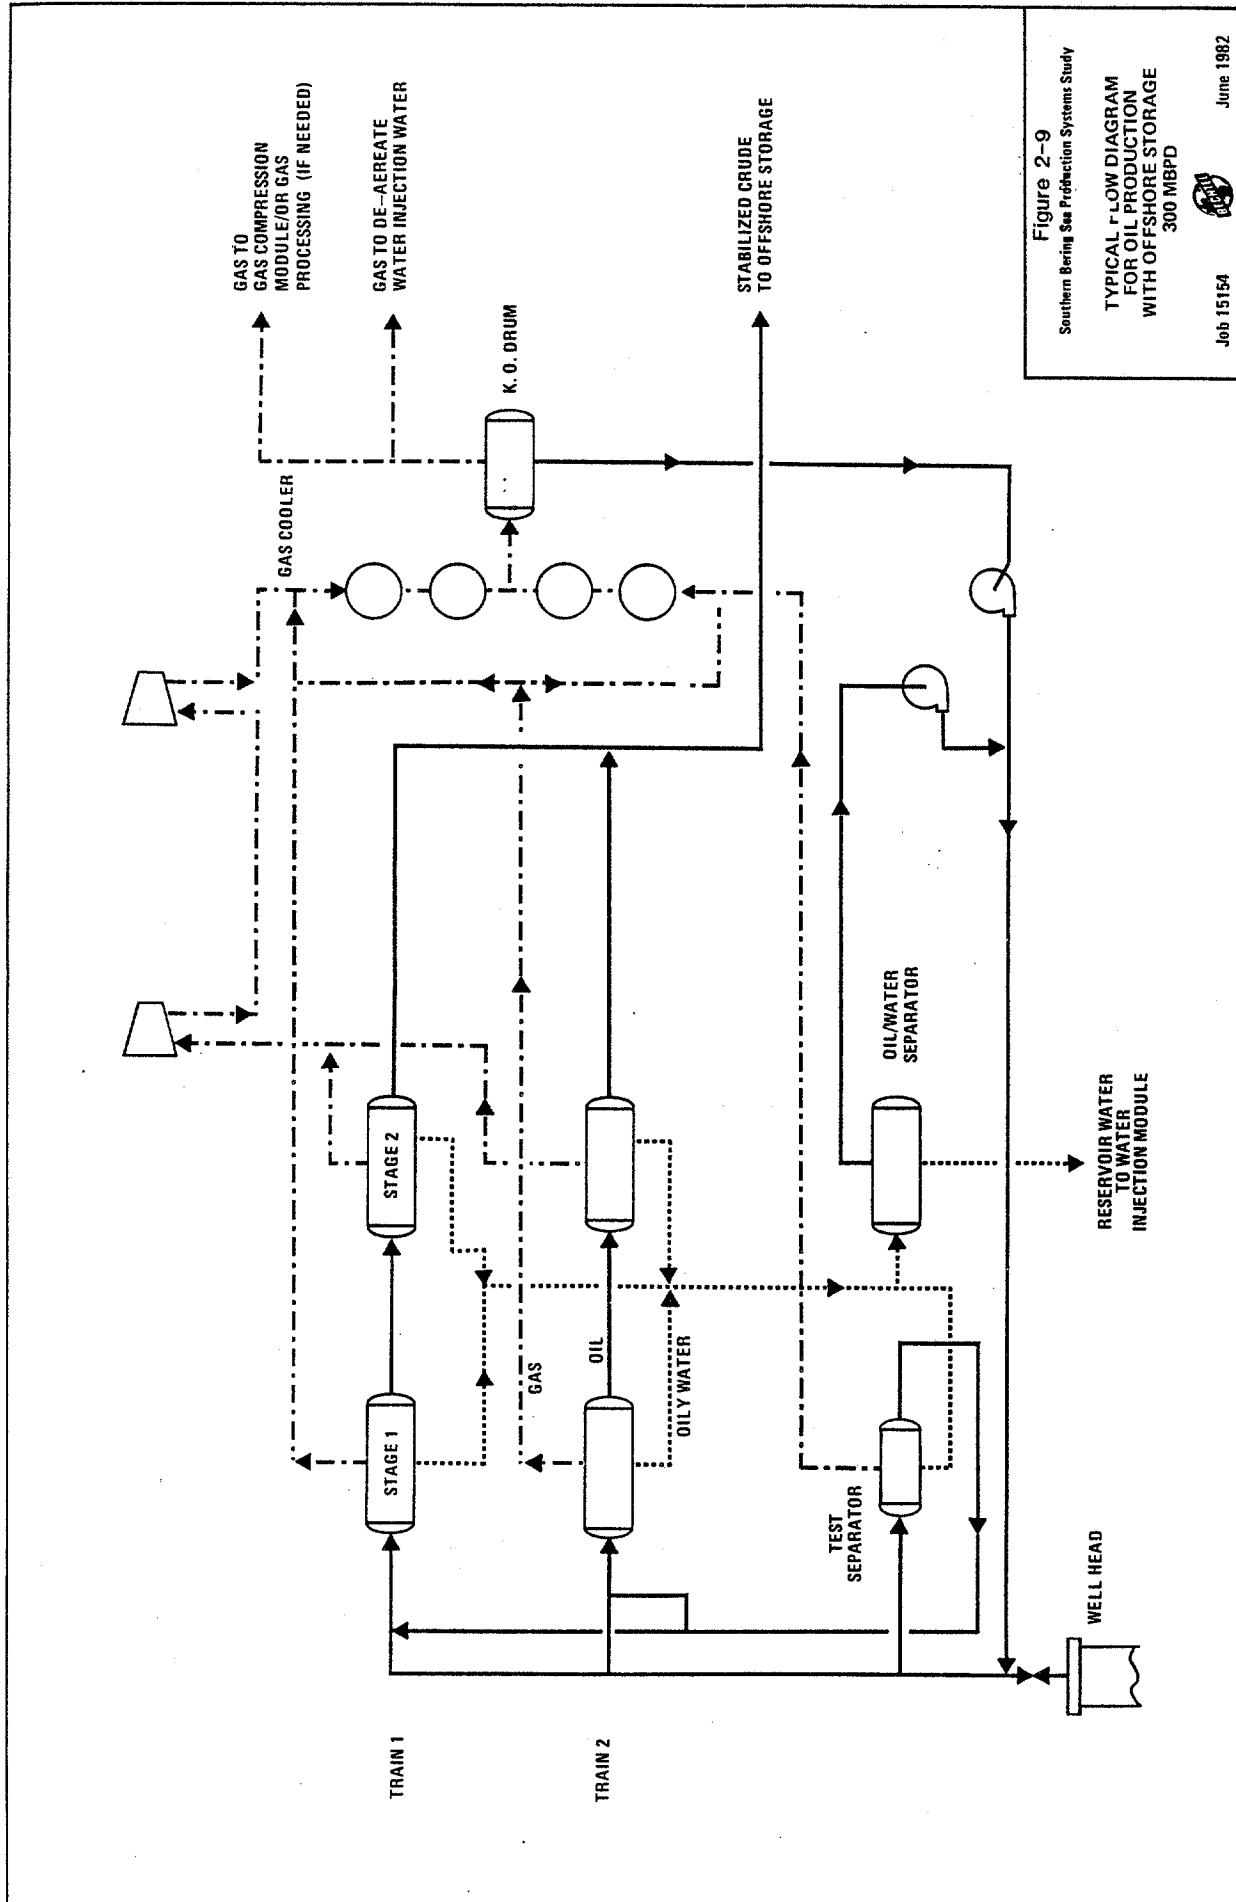 GAS TO
GAS COMPRESSION
MODULE/OR GAS
PROCESSING (IF NEEDED)
GAS TO DE-AEREATE
WATER INJECTION WATER
GAS COOLER
K. O. DRUM
STABILIZED CRUDE
TO OFFSHORE STORAGE
TRAIN 1
STAGE 1
STAGE 2
TRAIN 2
GAS
OIL
OILY WATER
TEST
SEPARATOR
OIL/WATER
SEPARATOR
WELL HEAD
RESERVOIR WATER
TO WATER
INJECTION MODULE
Figure 2-9
Southern Bering Sea Production Systems Study
TYPICAL FLOW DIAGRAM
FOR OIL PRODUCTION
WITH OFFSHORE STORAGE
300 MBPD
Job 15154
June 1982